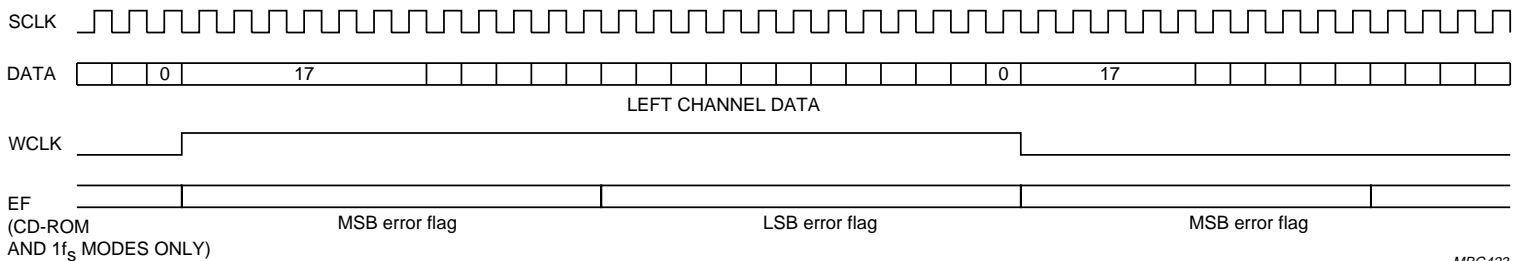 SCLK
DATA
0
17
0
17
LEFT CHANNEL DATA
WCLK
EF
(CD-ROM
AND 1fs MODES ONLY)
MSB error flag
LSB error flag
MSB error flag